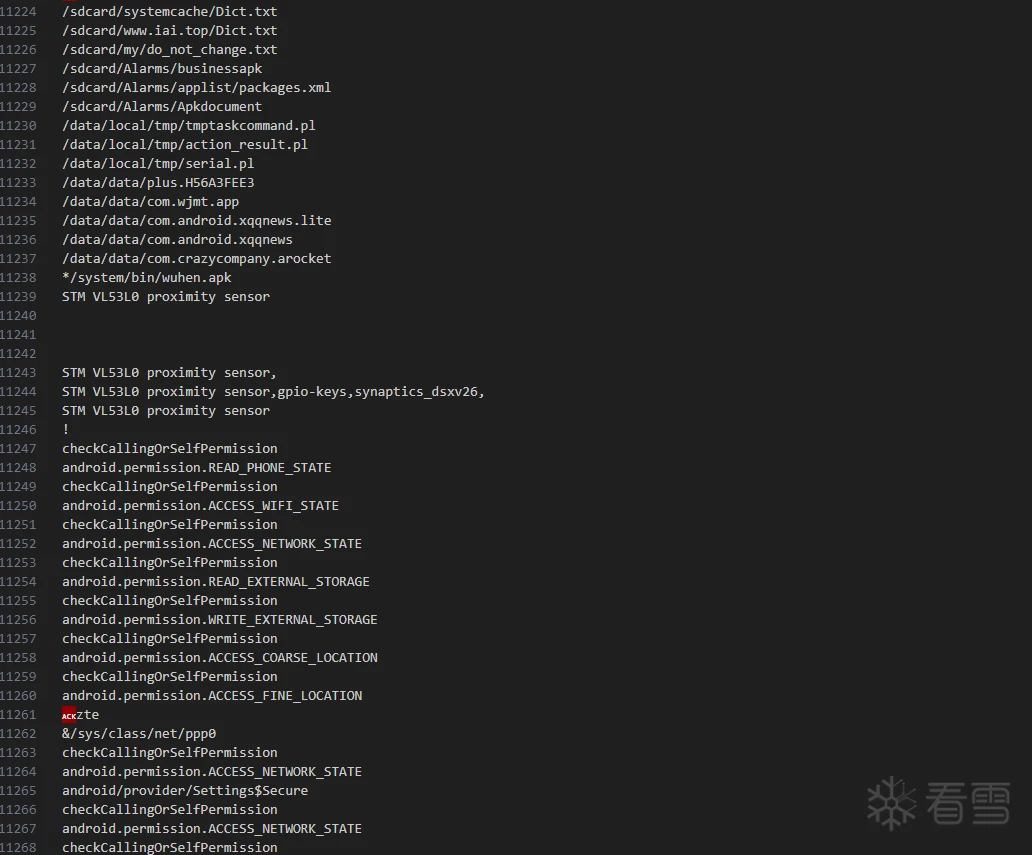 11224 /sdcard/systemcache/Dict.txt
11225 /sdcard/www.iai.top/Dict.txt
11226 /sdcard/my/do_not_change.txt
11227 /sdcard/Alarms/businessapk
11228 /sdcard/Alarms/applist/packages.xml
11229 /sdcard/Alarms/Apkdocument
11230 /data/local/tmp/tmptaskcommand.pl
11231 /data/local/tmp/action_result.pl
11232 /data/local/tmp/serial.pl
11233 /data/data/plus.H56A3FEE3
11234 /data/data/com.wjmt.app
11235 /data/data/com.android.xqqnews.lite
11236 /data/data/com.android.xqqnews
11237 /data/data/com.crazycompany.arocket
11238 */system/bin/wuhen.apk
11239 STM VL53L0 proximity sensor
11240
11241
11242
11243 STM VL53L0 proximity sensor,
11244 STM VL53L0 proximity sensor,gpio-keys,synaptics_dsxv26,
11245 STM VL53L0 proximity sensor
11246 !
11247 checkCallingOrSelfPermission
11248 android.permission.READ_PHONE_STATE
11249 checkCallingOrSelfPermission
11250 android.permission.ACCESS_WIFI_STATE
11251 checkCallingOrSelfPermission
11252 android.permission.ACCESS_NETWORK_STATE
11253 checkCallingOrSelfPermission
11254 android.permission.READ_EXTERNAL_STORAGE
11255 checkCallingOrSelfPermission
11256 android.permission.WRITE_EXTERNAL_STORAGE
11257 checkCallingOrSelfPermission
11258 android.permission.ACCESS_COARSE_LOCATION
11259 checkCallingOrSelfPermission
11260 android.permission.ACCESS_FINE_LOCATION
11261 ACKzte
11262 &/sys/class/net/ppp0
11263 checkCallingOrSelfPermission
11264 android.permission.ACCESS_NETWORK_STATE
11265 android/provider/Settings$Secure
11266 checkCallingOrSelfPermission
11267 android.permission.ACCESS_NETWORK_STATE
11268 checkCallingOrSelfPermission
看雪